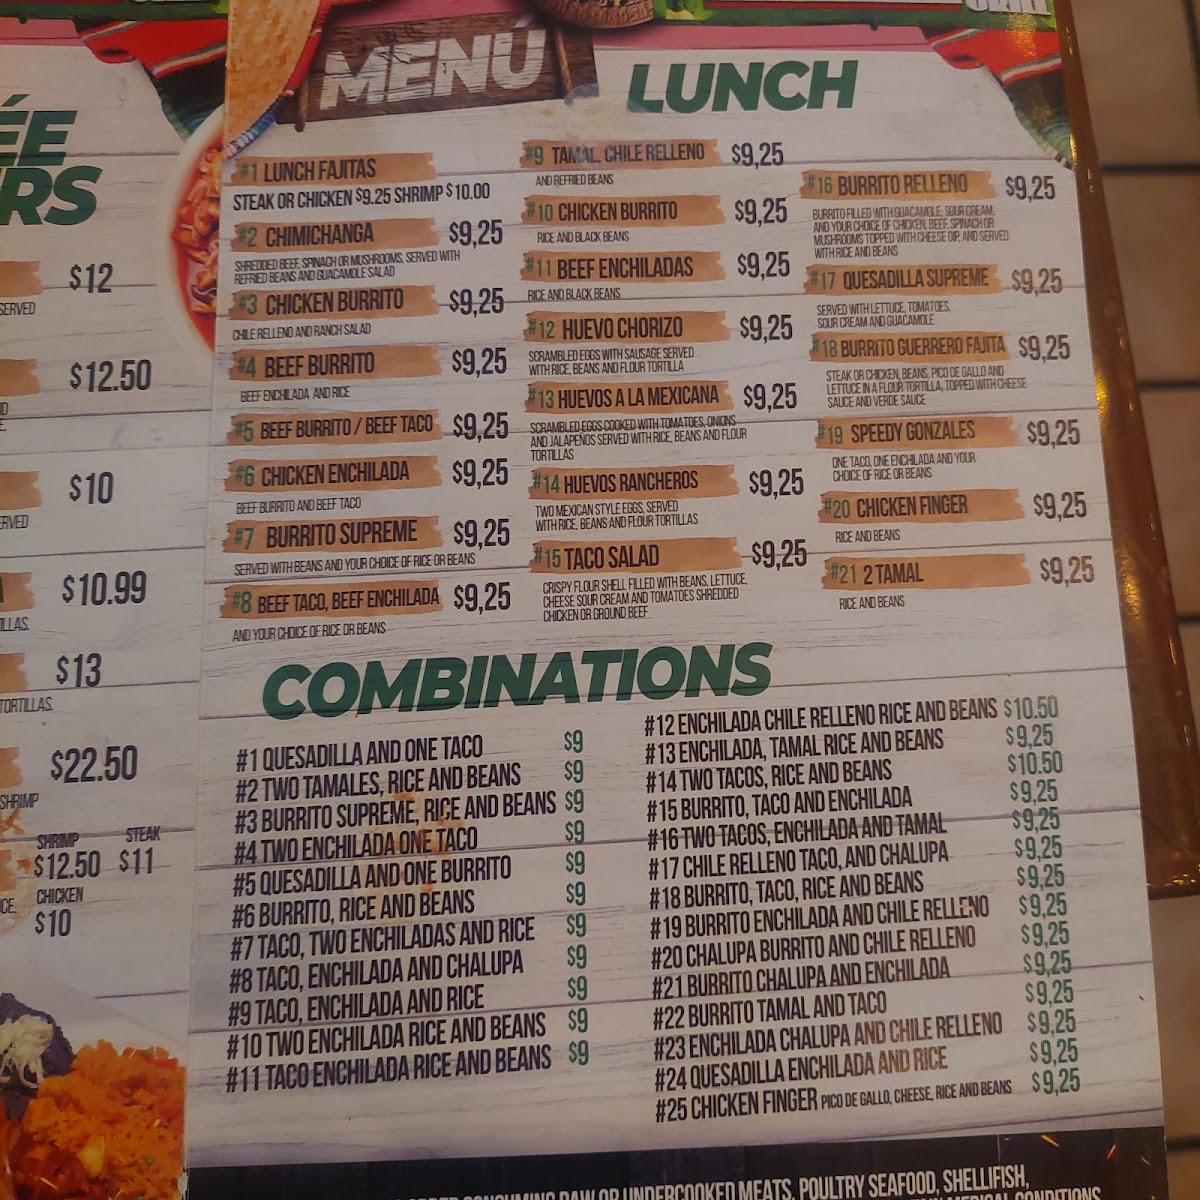 ÉE
RS
$12
SERVED
$12.50
$10
ERVED
$10.99
ILLAS
$13
TORTILLAS.
$22.50
SHRIMP
SHRIMP STEAK
$12.50 $11
CHICKEN
$10
MENÚ
LUNCH
#1 LUNCH FAJITAS
STEAK OR CHICKEN $9.25 SHRIMP $10.00
#2 CHIMICHANGA $9,25
SHREDDED BEEF, SPINACH OR MUSHROOMS, SERVED WITH
REFRIED BEANS AND GUACAMOLE SALAD
#3 CHICKEN BURRITO $9,25
CHILE RELLENO AND RANCH SALAD
#4 BEEF BURRITO $9,25
BEEF ENCHILADA AND RICE
#5 BEEF BURRITO / BEEF TACO $9,25
#6 CHICKEN ENCHILADA $9,25
BEEF BURRITO AND BEEF TACO
#7 BURRITO SUPREME $9,25
SERVED WITH BEANS AND YOUR CHOICE OF RICE OR BEANS
#8 BEEF TACO, BEEF ENCHILADA $9,25
AND YOUR CHOICE OF RICE OR BEANS
#9 TAMAL, CHILE RELLENO $9,25
AND REFRIED BEANS
#10 CHICKEN BURRITO $9,25
RICE AND BLACK BEANS
#11 BEEF ENCHILADAS $9,25
RICE AND BLACK BEANS
#12 HUEVO CHORIZO $9,25
SCRAMBLED EGGS WITH SAUSAGE SERVED
WITH RICE, BEANS AND FLOUR TORTILLA
#13 HUEVOS A LA MEXICANA $9,25
SCRAMBLED EGGS COOKED WITH TOMATOES, ONIONS
AND JALAPEÑOS SERVED WITH RICE, BEANS AND FLOUR
TORTILLAS
#14 HUEVOS RANCHEROS $9,25
TWO MEXICAN STYLE EGGS, SERVED
WITH RICE, BEANS AND FLOUR TORTILLAS
#15 TACO SALAD $9,25
CRISPY FLOUR SHELL FILLED WITH BEANS, LETTUCE,
CHEESE SOUR CREAM AND TOMATOES SHREDDED
CHICKEN OR GROUND BEEF
#16 BURRITO RELLENO $9,25
BURRITO FILLED WITH GUACAMOLE, SOUR CREAM,
AND YOUR CHOICE OF CHICKEN, BEEF, SPINACH OR
MUSHROOMS TOPPED WITH CHEESE DIP, AND SERVED
WITH RICE AND BEANS
#17 QUESADILLA SUPREME $9,25
SERVED WITH LETTUCE, TOMATOES,
SOUR CREAM AND GUACAMOLE
#18 BURRITO GUERRERO FAJITA $9,25
STEAK OR CHICKEN, BEANS, PICO DE GALLO AND
LETTUCE IN A FLOUR TORTILLA, TOPPED WITH CHEESE
SAUCE AND VERDE SAUCE
#19 SPEEDY GONZALES $9,25
ONE TACO, ONE ENCHILADA AND YOUR
CHOICE OF RICE OR BEANS
#20 CHICKEN FINGER $9,25
RICE AND BEANS
#21 2 TAMAL $9,25
RICE AND BEANS
COMBINATIONS
#1 QUESADILLA AND ONE TACO $9
#2 TWO TAMALES, RICE AND BEANS $9
#3 BURRITO SUPREME, RICE AND BEANS $9
#4 TWO ENCHILADA ONE TACO $9
#5 QUESADILLA AND ONE BURRITO $9
#6 BURRITO, RICE AND BEANS $9
#7 TACO, TWO ENCHILADAS AND RICE $9
#8 TACO, ENCHILADA AND CHALUPA $9
#9 TACO, ENCHILADA AND RICE $9
#10 TWO ENCHILADA RICE AND BEANS $9
#11 TACO ENCHILADA RICE AND BEANS $9
#12 ENCHILADA CHILE RELLENO RICE AND BEANS $10.50
#13 ENCHILADA, TAMAL RICE AND BEANS $9,25
#14 TWO TACOS, RICE AND BEANS $10.50
#15 BURRITO, TACO AND ENCHILADA $9,25
#16 TWO TACOS, ENCHILADA AND TAMAL $9,25
#17 CHILE RELLENO TACO, AND CHALUPA $9,25
#18 BURRITO, TACO, RICE AND BEANS $9,25
#19 BURRITO ENCHILADA AND CHILE RELLENO $9,25
#20 CHALUPA BURRITO AND CHILE RELLENO $9,25
#21 BURRITO CHALUPA AND ENCHILADA $9,25
#22 BURRITO TAMAL AND TACO $9,25
#23 ENCHILADA CHALUPA AND CHILE RELLENO $9,25
#24 QUESADILLA ENCHILADA AND RICE $9,25
#25 CHICKEN FINGER PICO DE GALLO, CHEESE, RICE AND BEANS $9,25
CONSUMING RAW OR UNDERCOOKED MEATS, POULTRY SEAFOOD, SHELLFISH,
MEDICAL CONDITIONS